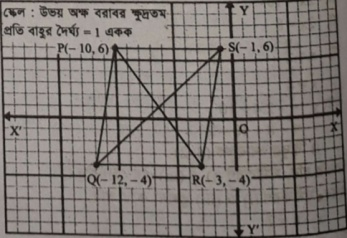 স্কেল : উভয় অক্ষ বরাবর ক্ষুদ্রতম
প্রতি বাহুর দৈর্ঘ্য = 1 একক
Y
P(− 10, 6)
S(− 1, 6)
X'
O
X
Q(− 12, − 4)
R(− 3, − 4)
Y'